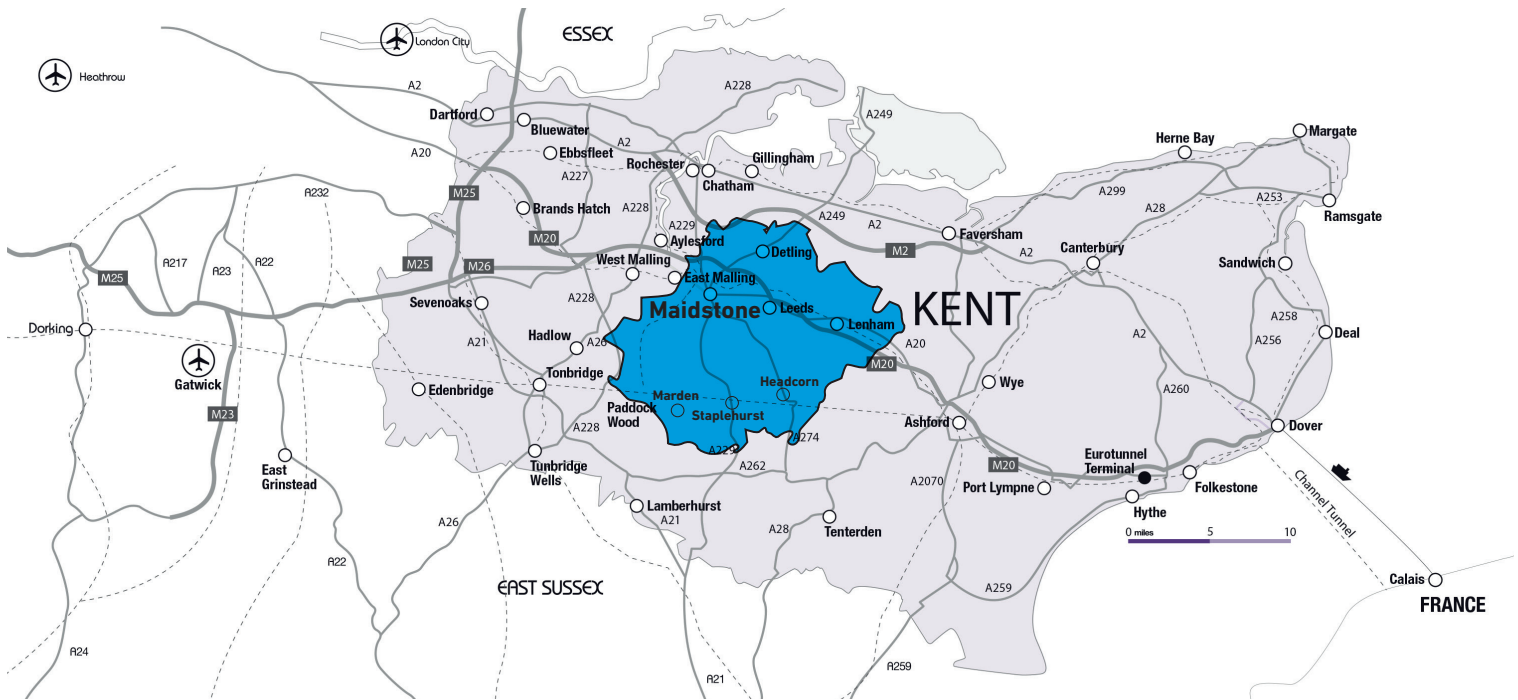 ESSEX
London City
Heathrow
A2
A228
A249
Dartford
Bluewater
A2
Margate
Herne Bay
A20
Ebbsfleet
Rochester
Gillingham
Chatham
A227
M25
A232
A299
A253
A28
Ramsgate
Brands Hatch
A228
A229
A249
A2
Faversham
M20
Aylesford
Detling
M2
A2
Canterbury
Sandwich
M25
R217
A23
A22
M25
M26
West Malling
East Malling
Sevenoaks
A228
Maidstone
Leeds
Lenham
KENT
A258
Deal
Dorking
A21
Hadlow
A26
A20
M20
A2
A256
Gatwick
Edenbridge
Tonbridge
Headcorn
Wye
A260
M23
Marden
Paddock
Wood
Staplehurst
A228
A274
Ashford
Dover
A229
A262
M20
Eurotunnel
Terminal
East
Grinstead
Tunbridge
Wells
A2070
Port Lympne
Folkestone
Channel Tunnel
Lamberhurst
A21
A28
Tenterden
Hythe
0 miles 5 10
A26
A22
EAST SUSSEX
A259
Calais
FRANCE
A24
A21
A259